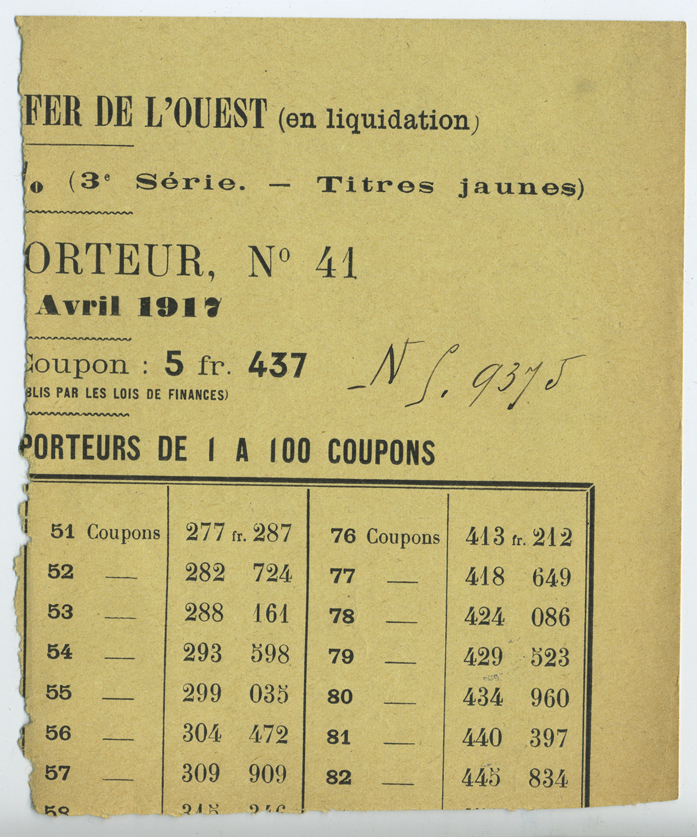 FER DE L'OUEST (en liquidation)
(3e Série. — Titres jaunes)
ORTEUR, No 41
Avril 1917
Coupon : 5 fr. 437
BLIS PAR LES LOIS DE FINANCES)
9375
PORTEURS DE 1 A 100 COUPONS
51 Coupons 277 fr. 287 76 Coupons 413 fr. 212
52 — 282 724 77 — 418 649
53 — 288 161 78 — 424 086
54 — 293 598 79 — 429 523
55 — 299 035 80 — 434 960
56 — 304 472 81 — 440 397
57 — 309 909 82 — 445 834
58